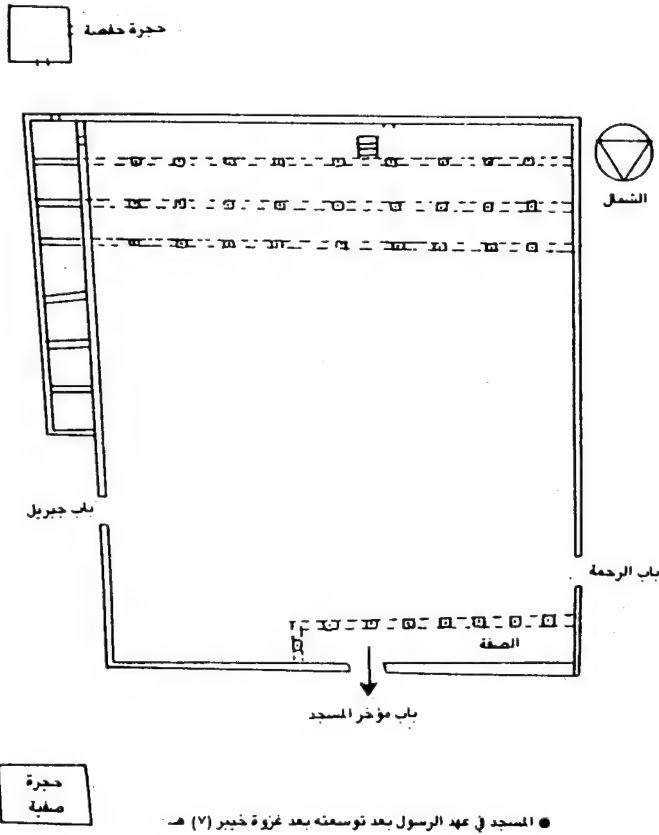 حجرة حفصة
الشمال
باب جبريل
باب الرحمة
الصفة
باب مؤخر المسجد
حجرة
صفية
● المسجد في عهد الرسول بعد توسعته بعد غزوة خيبر (٧) هـ